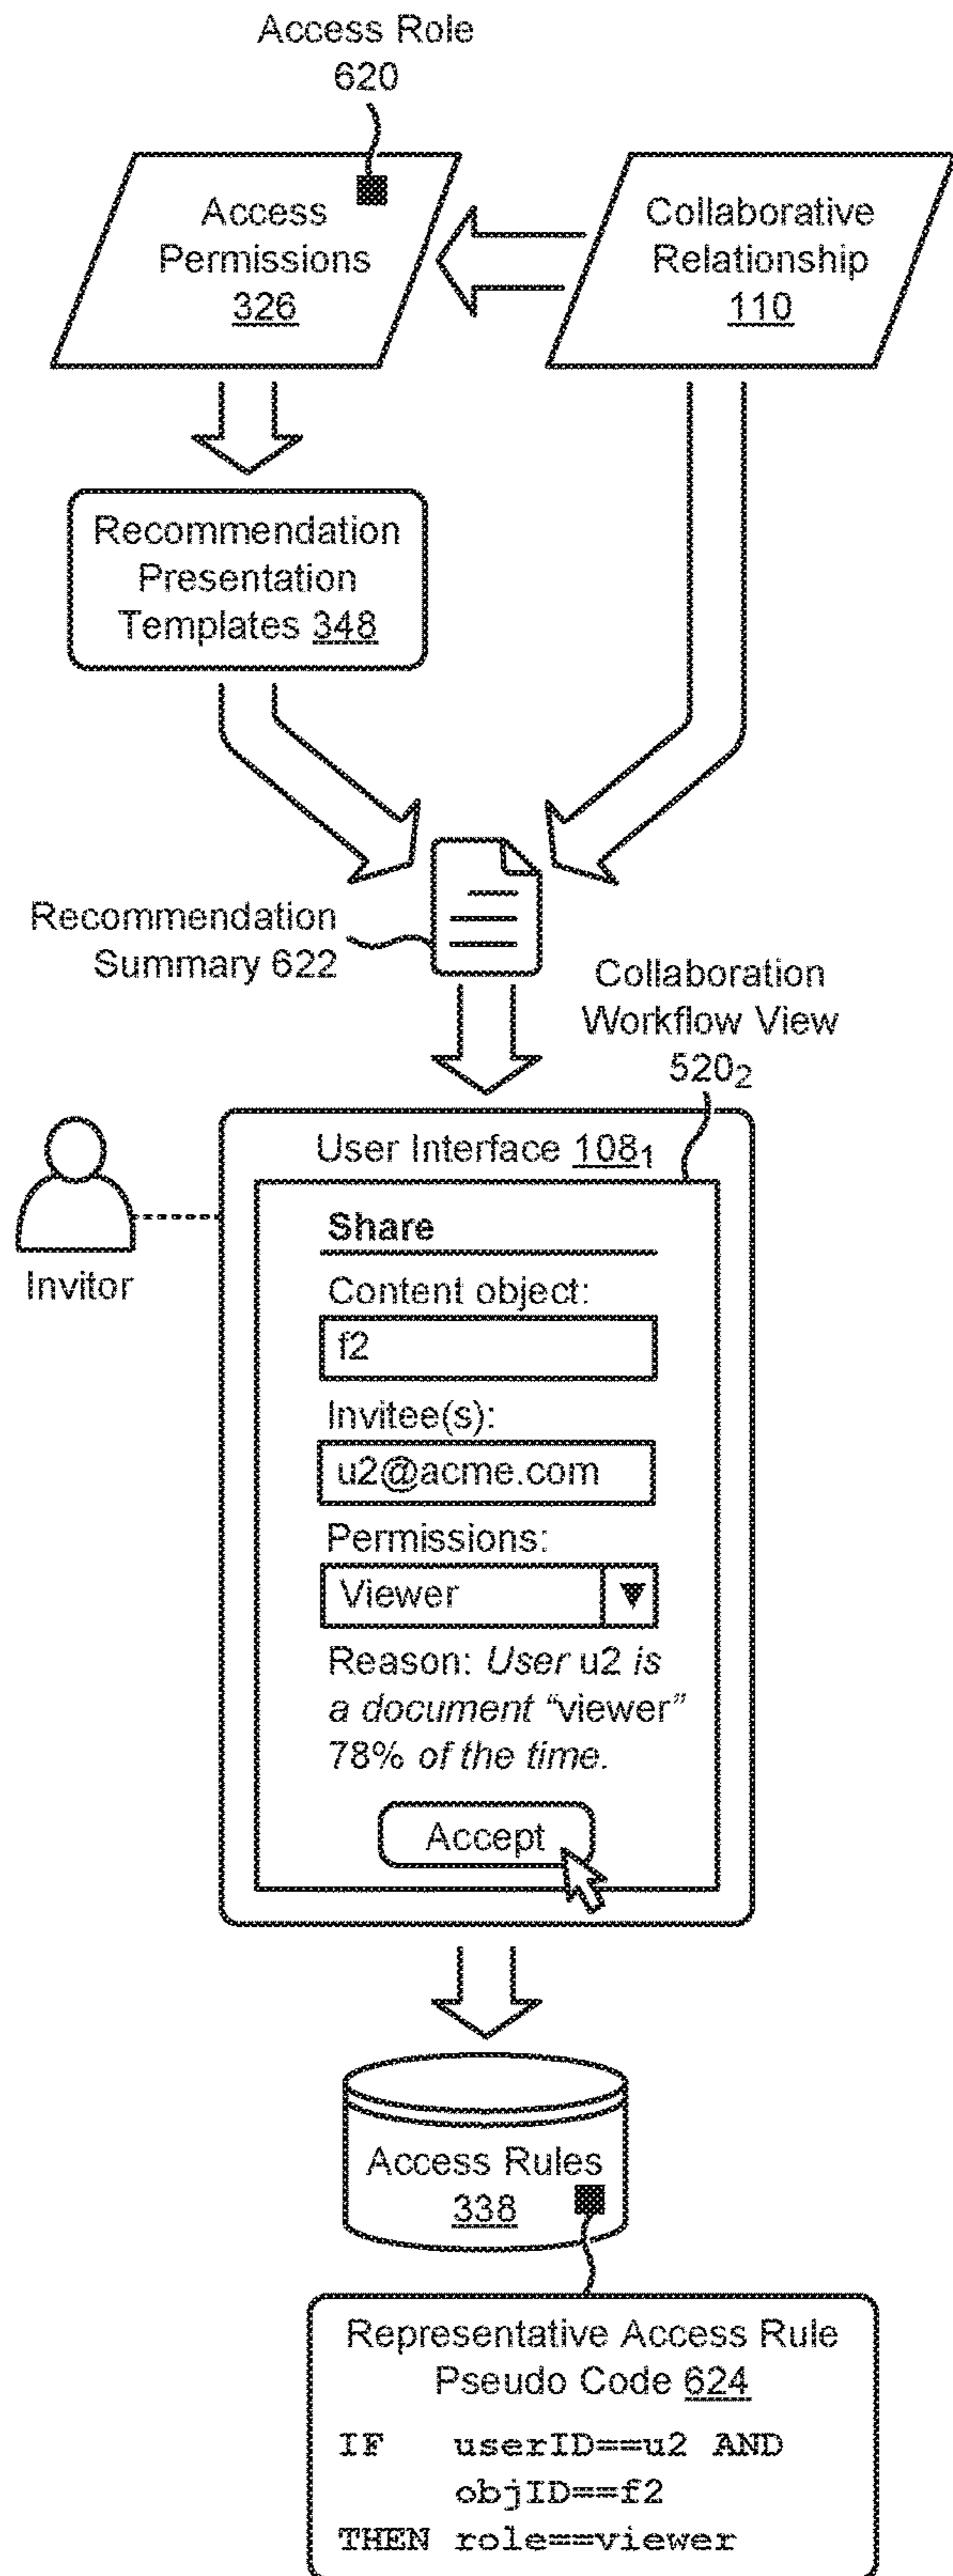 Access Role
620
Access
Permissions
326
Collaborative
Relationship
110
Recommendation
Presentation
Templates 348
Recommendation
Summary 622
Collaboration
Workflow View
520₂
User Interface 108₁
Invitor
Share
Content object:
f2
Invitee(s):
u2@acme.com
Permissions:
Viewer
Reason: User u2 is
a document “viewer”
78% of the time.
Accept
Access Rules
338
Representative Access Rule
Pseudo Code 624
IF userID==u2 AND
objID==f2
THEN role==viewer